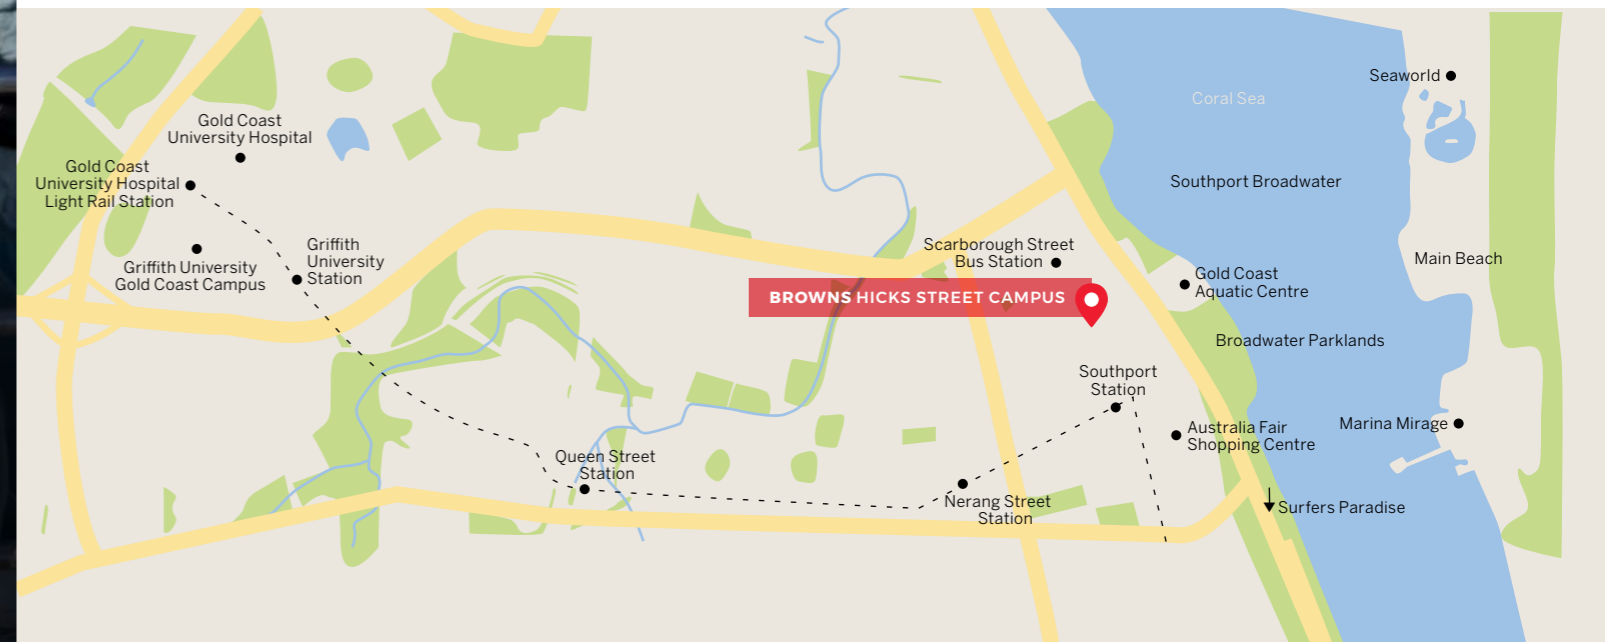 Seaworld
Coral Sea
Gold Coast
University Hospital
Gold Coast
University Hospital
Light Rail Station
Southport Broadwater
Griffith
University
Station
Scarborough Street
Bus Station
Main Beach
Griffith University
Gold Coast Campus
Gold Coast
Aquatic Centre
BROWNS HICKS STREET CAMPUS
Broadwater Parklands
Southport
Station
Marina Mirage
Australia Fair
Shopping Centre
Queen Street
Station
Nerang Street
Station
Surfers Paradise